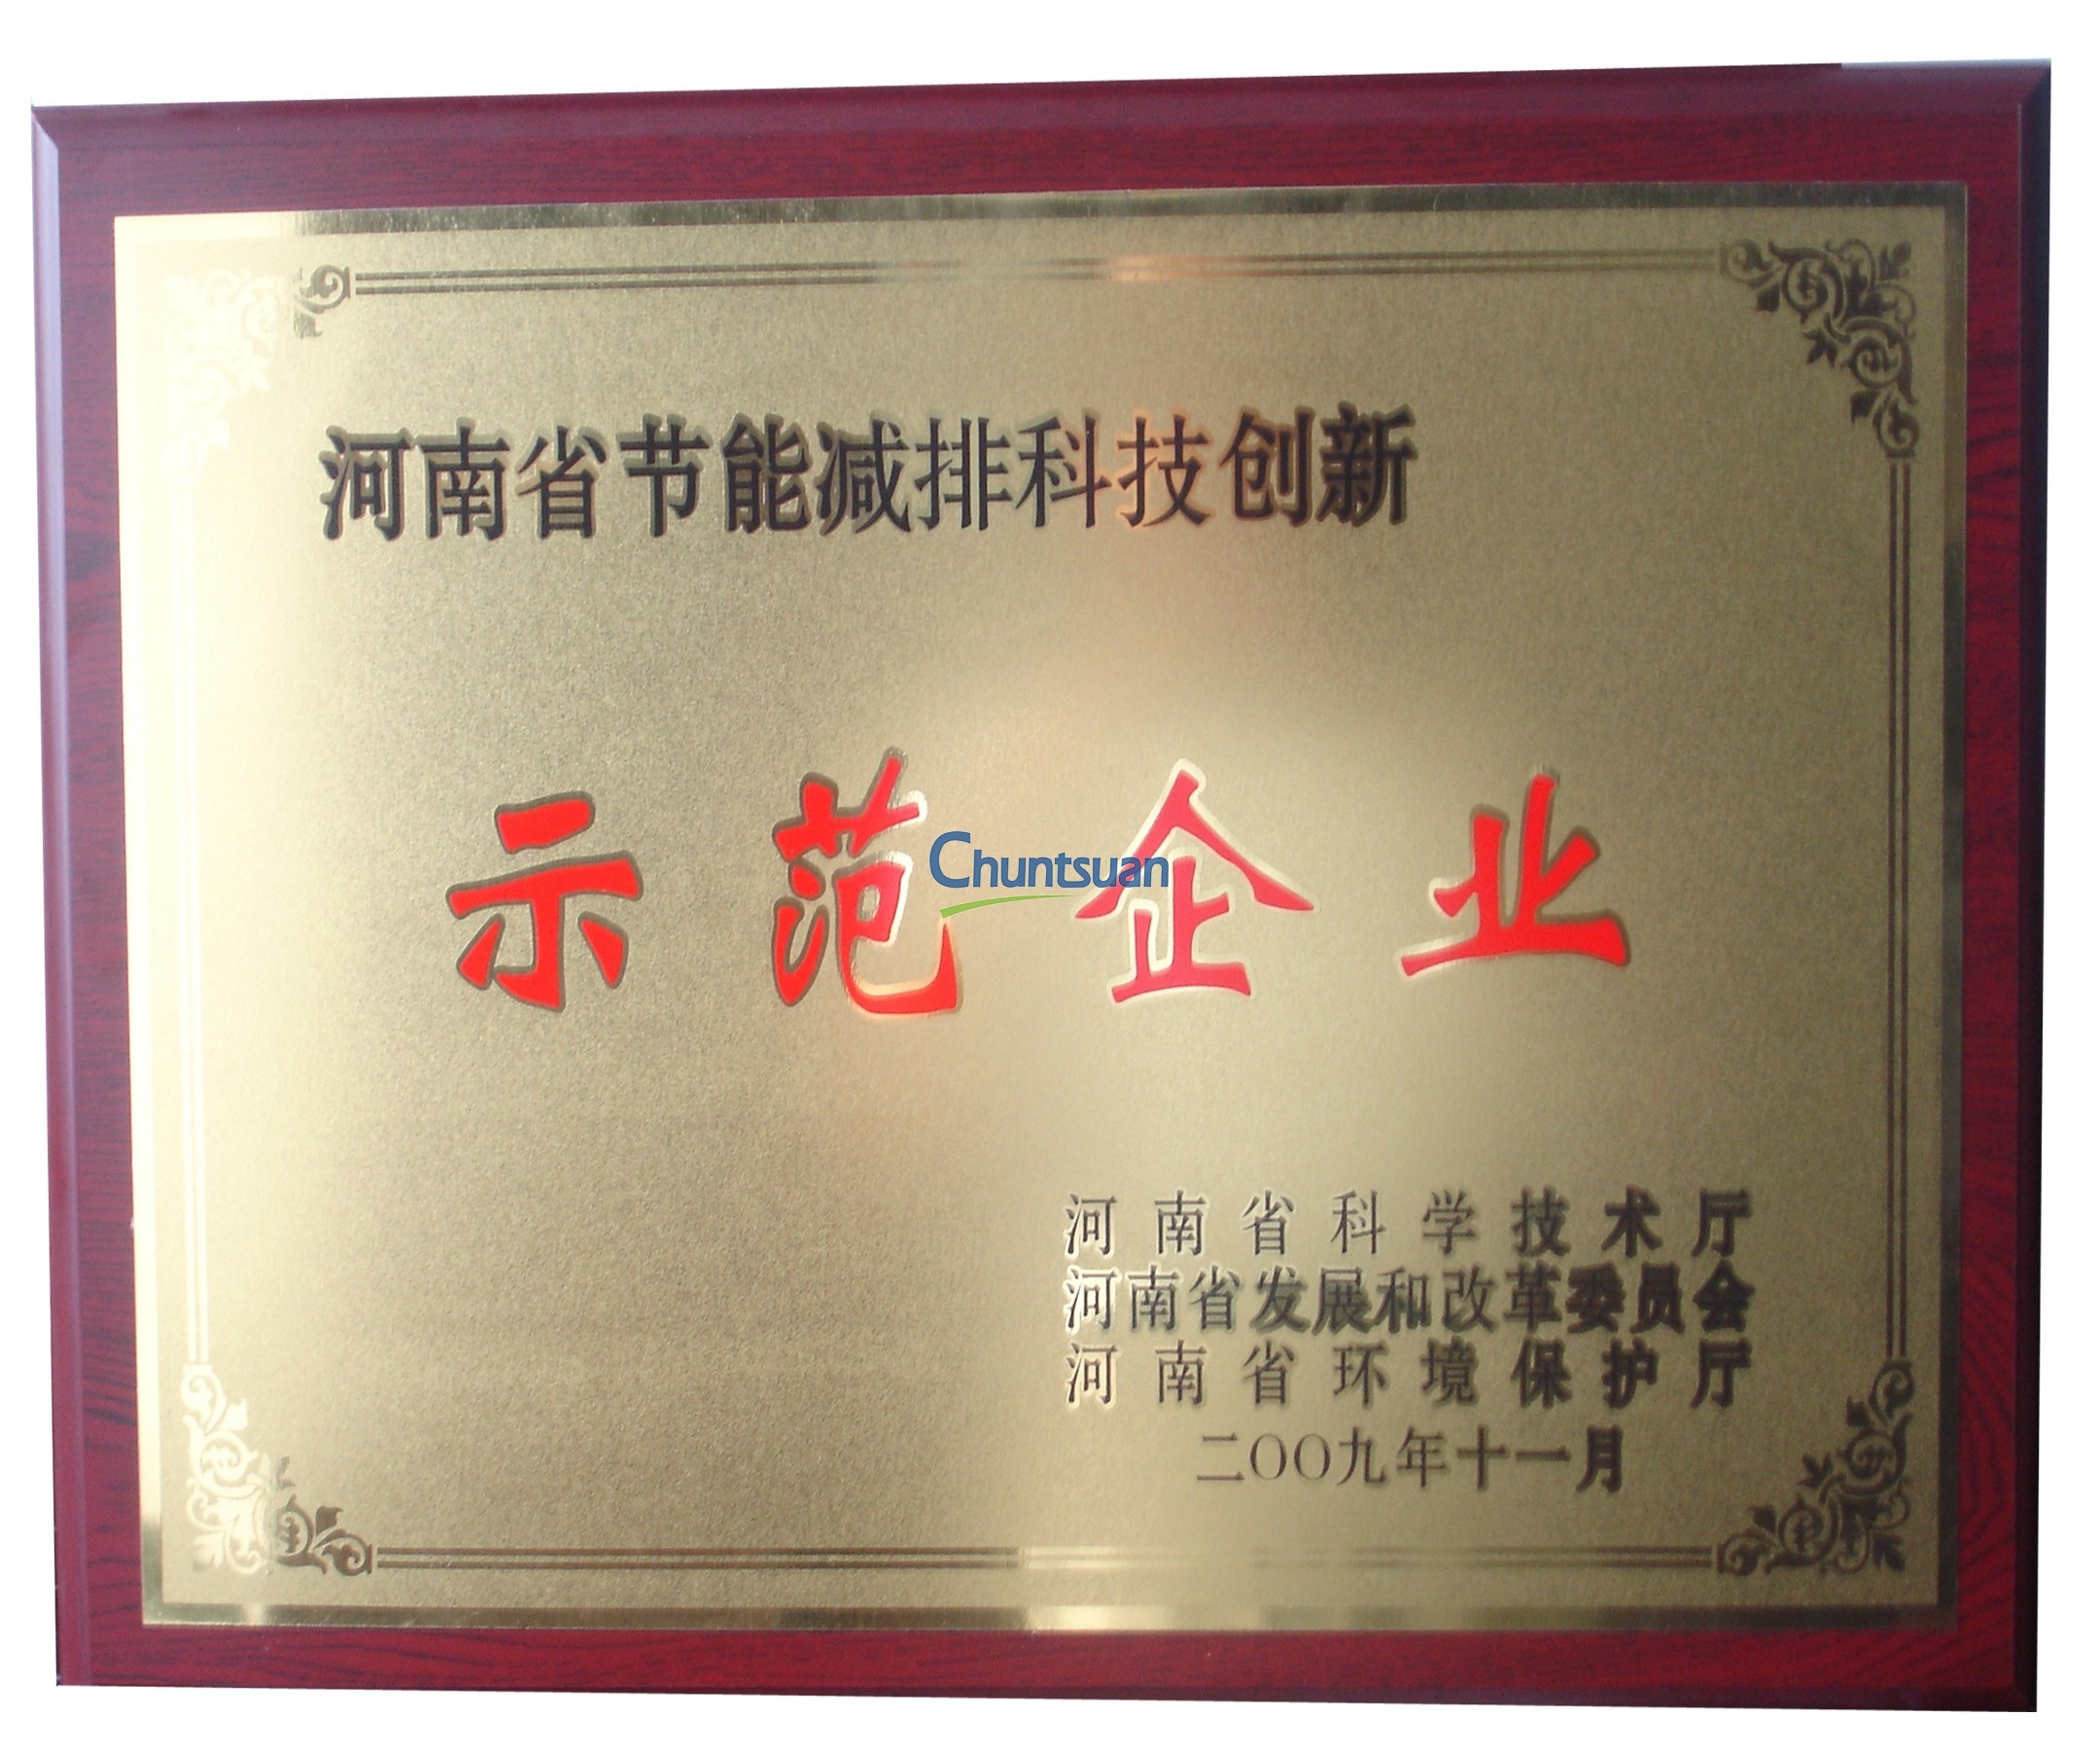 河南省节能减排科技创新
示范企业
Chuntsuan
河南省科学技术厅
河南省发展和改革委员会
河南省环境保护厅
二〇〇九年十一月